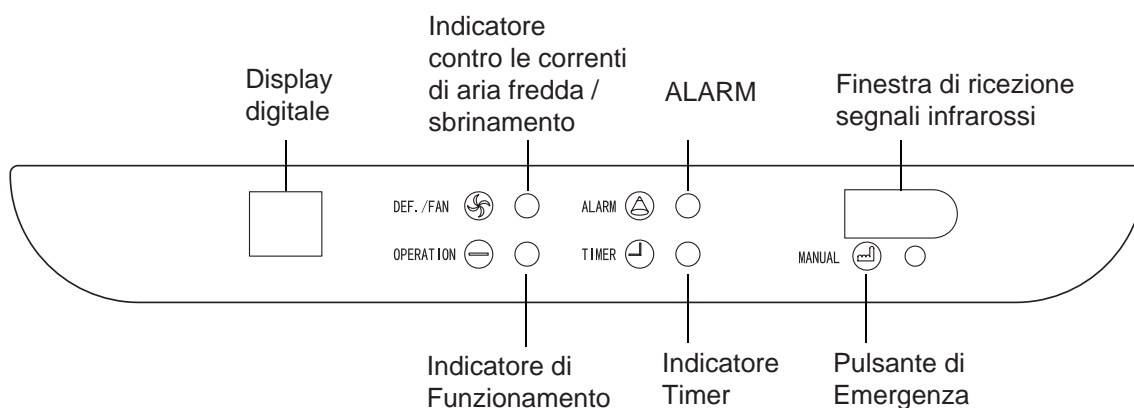 Indicatore
contro le correnti
di aria fredda /
sbrinamento
Display
digitale
ALARM
Finestra di ricezione
segnali infrarossi
DEF./FAN
ALARM
OPERATION
TIMER
MANUAL
Indicatore di
Funzionamento
Indicatore
Timer
Pulsante di
Emergenza